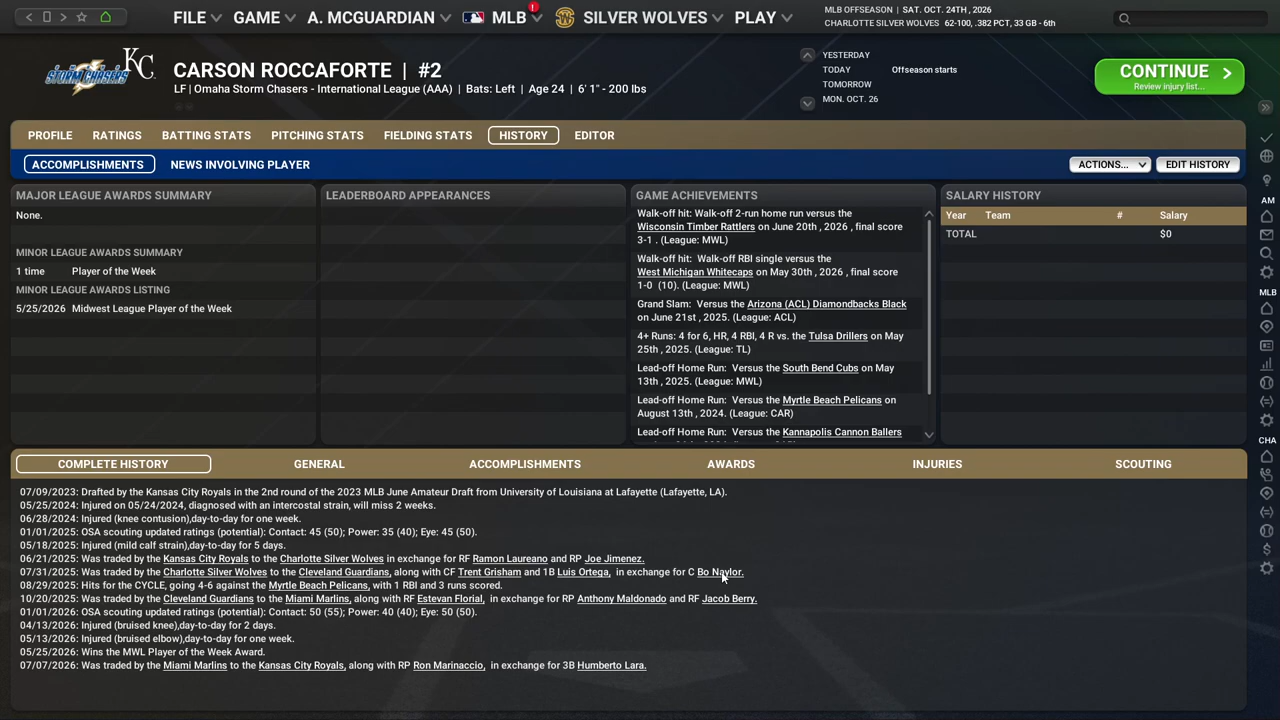 FILE GAME A. MCGUARDIAN MLB ! SILVER WOLVES PLAY
MLB OFFSEASON | SAT. OCT. 24TH , 2026
CHARLOTTE SILVER WOLVES 62-100, .382 PCT, 33 GB - 6th
STORM CHASERS KC
CARSON ROCCAFORTE | #2
LF | Omaha Storm Chasers - International League (AAA) | Bats: Left | Age 24 | 6' 1" - 200 lbs
YESTERDAY
TODAY Offseason starts
TOMORROW
MON. OCT. 26
CONTINUE
Review injury list...
PROFILE RATINGS BATTING STATS PITCHING STATS FIELDING STATS HISTORY EDITOR
ACCOMPLISHMENTS NEWS INVOLVING PLAYER ACTIONS... EDIT HISTORY
MAJOR LEAGUE AWARDS SUMMARY
None.
MINOR LEAGUE AWARDS SUMMARY
1 time Player of the Week
MINOR LEAGUE AWARDS LISTING
5/25/2026 Midwest League Player of the Week
LEADERBOARD APPEARANCES
GAME ACHIEVEMENTS
Walk-off hit: Walk-off 2-run home run versus the
Wisconsin Timber Rattlers on June 20th , 2026 , final score
3-1 . (League: MWL)
Walk-off hit: Walk-off RBI single versus the
West Michigan Whitecaps on May 30th , 2026 , final score
1-0 (10). (League: MWL)
Grand Slam: Versus the Arizona (ACL) Diamondbacks Black
on June 21st , 2025. (League: ACL)
4+ Runs: 4 for 6, HR, 4 RBI, 4 R vs. the Tulsa Drillers on May
25th , 2025. (League: TL)
Lead-off Home Run: Versus the South Bend Cubs on May
13th , 2025. (League: MWL)
Lead-off Home Run: Versus the Myrtle Beach Pelicans on
August 13th , 2024. (League: CAR)
Lead-off Home Run: Versus the Kannapolis Cannon Ballers
SALARY HISTORY
Year Team # Salary
TOTAL $0
AM
MLB
CHA
COMPLETE HISTORY GENERAL ACCOMPLISHMENTS AWARDS INJURIES SCOUTING
07/09/2023: Drafted by the Kansas City Royals in the 2nd round of the 2023 MLB June Amateur Draft from University of Louisiana at Lafayette (Lafayette, LA).
05/25/2024: Injured on 05/24/2024, diagnosed with an intercostal strain, will miss 2 weeks.
06/28/2024: Injured (knee contusion),day-to-day for one week.
01/01/2025: OSA scouting updated ratings (potential): Contact: 45 (50); Power: 35 (40); Eye: 45 (50).
05/18/2025: Injured (mild calf strain),day-to-day for 5 days.
06/21/2025: Was traded by the Kansas City Royals to the Charlotte Silver Wolves in exchange for RF Ramon Laureano and RP Joe Jimenez.
07/31/2025: Was traded by the Charlotte Silver Wolves to the Cleveland Guardians, along with CF Trent Grisham and 1B Luis Ortega, in exchange for C Bo Naylor.
08/29/2025: Hits for the CYCLE, going 4-6 against the Myrtle Beach Pelicans, with 1 RBI and 3 runs scored.
10/20/2025: Was traded by the Cleveland Guardians to the Miami Marlins, along with RF Estevan Florial, in exchange for RP Anthony Maldonado and RF Jacob Berry.
01/01/2026: OSA scouting updated ratings (potential): Contact: 50 (55); Power: 40 (40); Eye: 50 (50).
04/13/2026: Injured (bruised knee),day-to-day for 2 days.
05/13/2026: Injured (bruised elbow),day-to-day for one week.
05/25/2026: Wins the MWL Player of the Week Award.
07/07/2026: Was traded by the Miami Marlins to the Kansas City Royals, along with RP Ron Marinaccio, in exchange for 3B Humberto Lara.